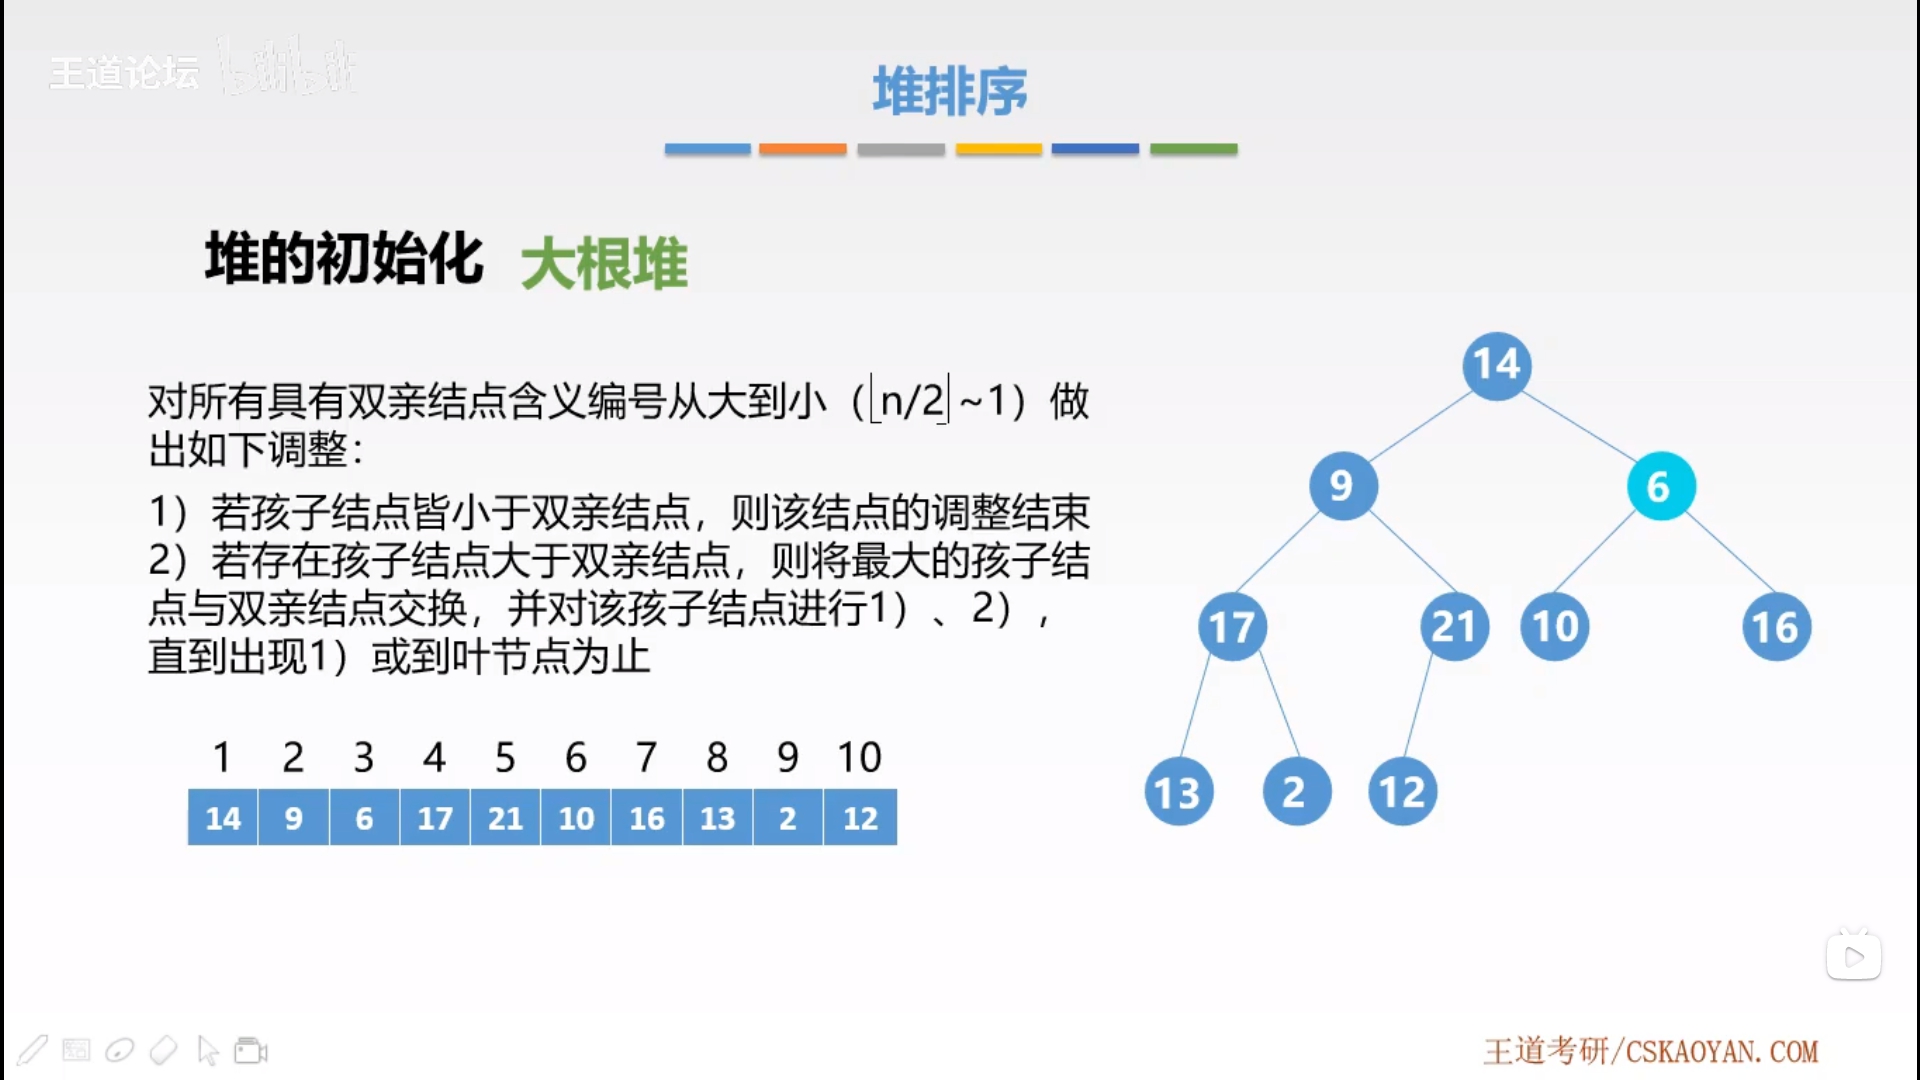 王道论坛 bilibili
堆排序
堆的初始化 大根堆
对所有具有双亲结点含义编号从大到小（⌊n/2⌋~1）做
出如下调整：
1）若孩子结点皆小于双亲结点，则该结点的调整结束
2）若存在孩子结点大于双亲结点，则将最大的孩子结
点与双亲结点交换，并对该孩子结点进行1）、2），
直到出现1）或到叶节点为止
1 2 3 4 5 6 7 8 9 10
14 9 6 17 21 10 16 13 2 12
14
9 6
17 21 10 16
13 2 12
王道考研/CSKAOYAN.COM